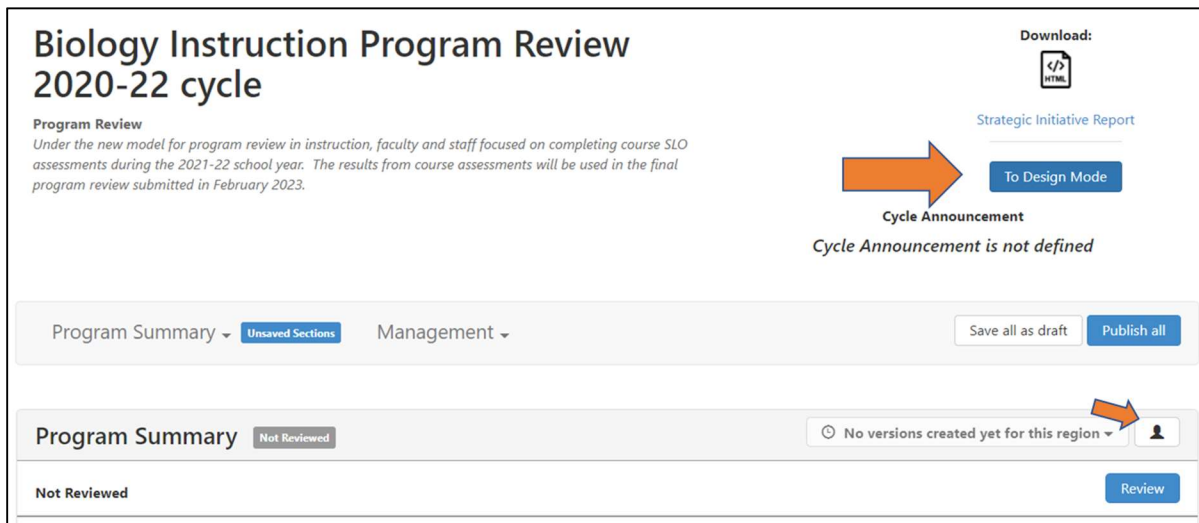 Biology Instruction Program Review
2020-22 cycle
Program Review
Under the new model for program review in instruction, faculty and staff focused on completing course SLO
assessments during the 2021-22 school year.  The results from course assessments will be used in the final
program review submitted in February 2023.
Download:
</>
HTML
Strategic Initiative Report
To Design Mode
Cycle Announcement
Cycle Announcement is not defined
Program Summary Unsaved Sections Management Save all as draft Publish all
Program Summary Not Reviewed No versions created yet for this region
Not Reviewed Review